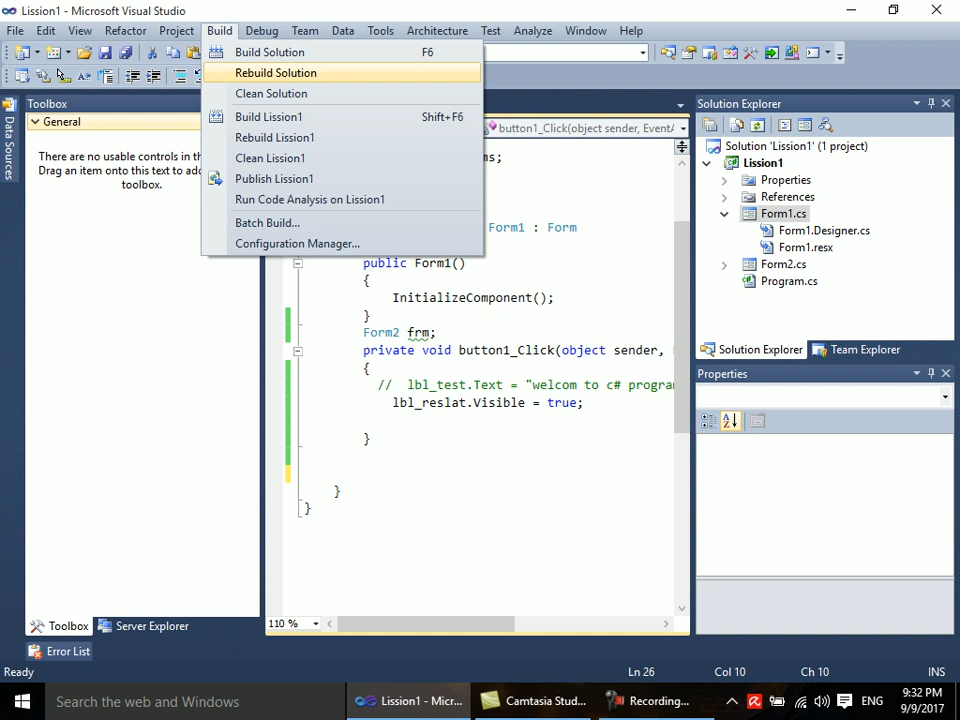 Lission1 - Microsoft Visual Studio
File Edit View Refactor Project Build Debug Team Data Tools Architecture Test Analyze Window Help
Build Solution F6
Rebuild Solution
Clean Solution
Build Lission1 Shift+F6
Rebuild Lission1
Clean Lission1
Publish Lission1
Run Code Analysis on Lission1
Batch Build...
Configuration Manager...
Toolbox
General
There are no usable controls in th
Drag an item onto this text to add
toolbox.
Data Sources
button1_Click(object sender, EventA
ms;
Form1 : Form
public Form1()
{
InitializeComponent();
}
Form2 frm;
private void button1_Click(object sender,
{
// lbl_test.Text = "welcom to c# program
lbl_reslat.Visible = true;
}
}
}
110 %
Solution Explorer
Solution 'Lission1' (1 project)
Lission1
Properties
References
Form1.cs
Form1.Designer.cs
Form1.resx
Form2.cs
Program.cs
Solution Explorer Team Explorer
Properties
Toolbox Server Explorer
Error List
Ready Ln 26 Col 10 Ch 10 INS
Search the web and Windows
Lission1 - Micr... Camtasia Stud... Recording...
ENG
9:32 PM
9/9/2017